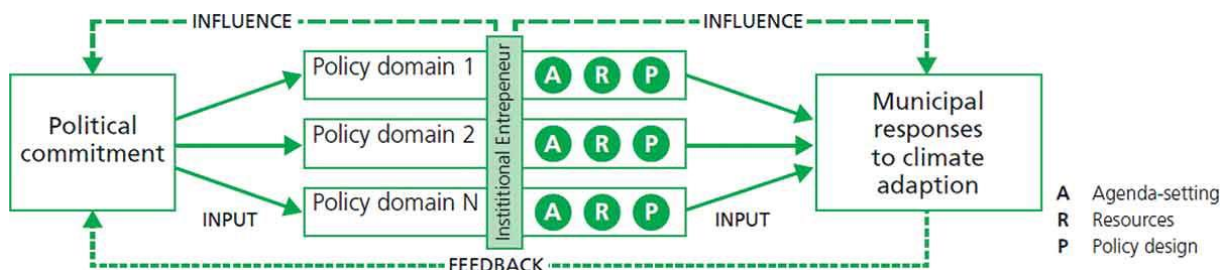 INFLUENCE
INFLUENCE
Political
commitment
Policy domain 1
Policy domain 2
Policy domain N
Instititional Entrepeneur
A R P
A R P
A R P
Municipal
responses
to climate
adaption
INPUT
INPUT
FEEDBACK
A Agenda-setting
R Resources
P Policy design